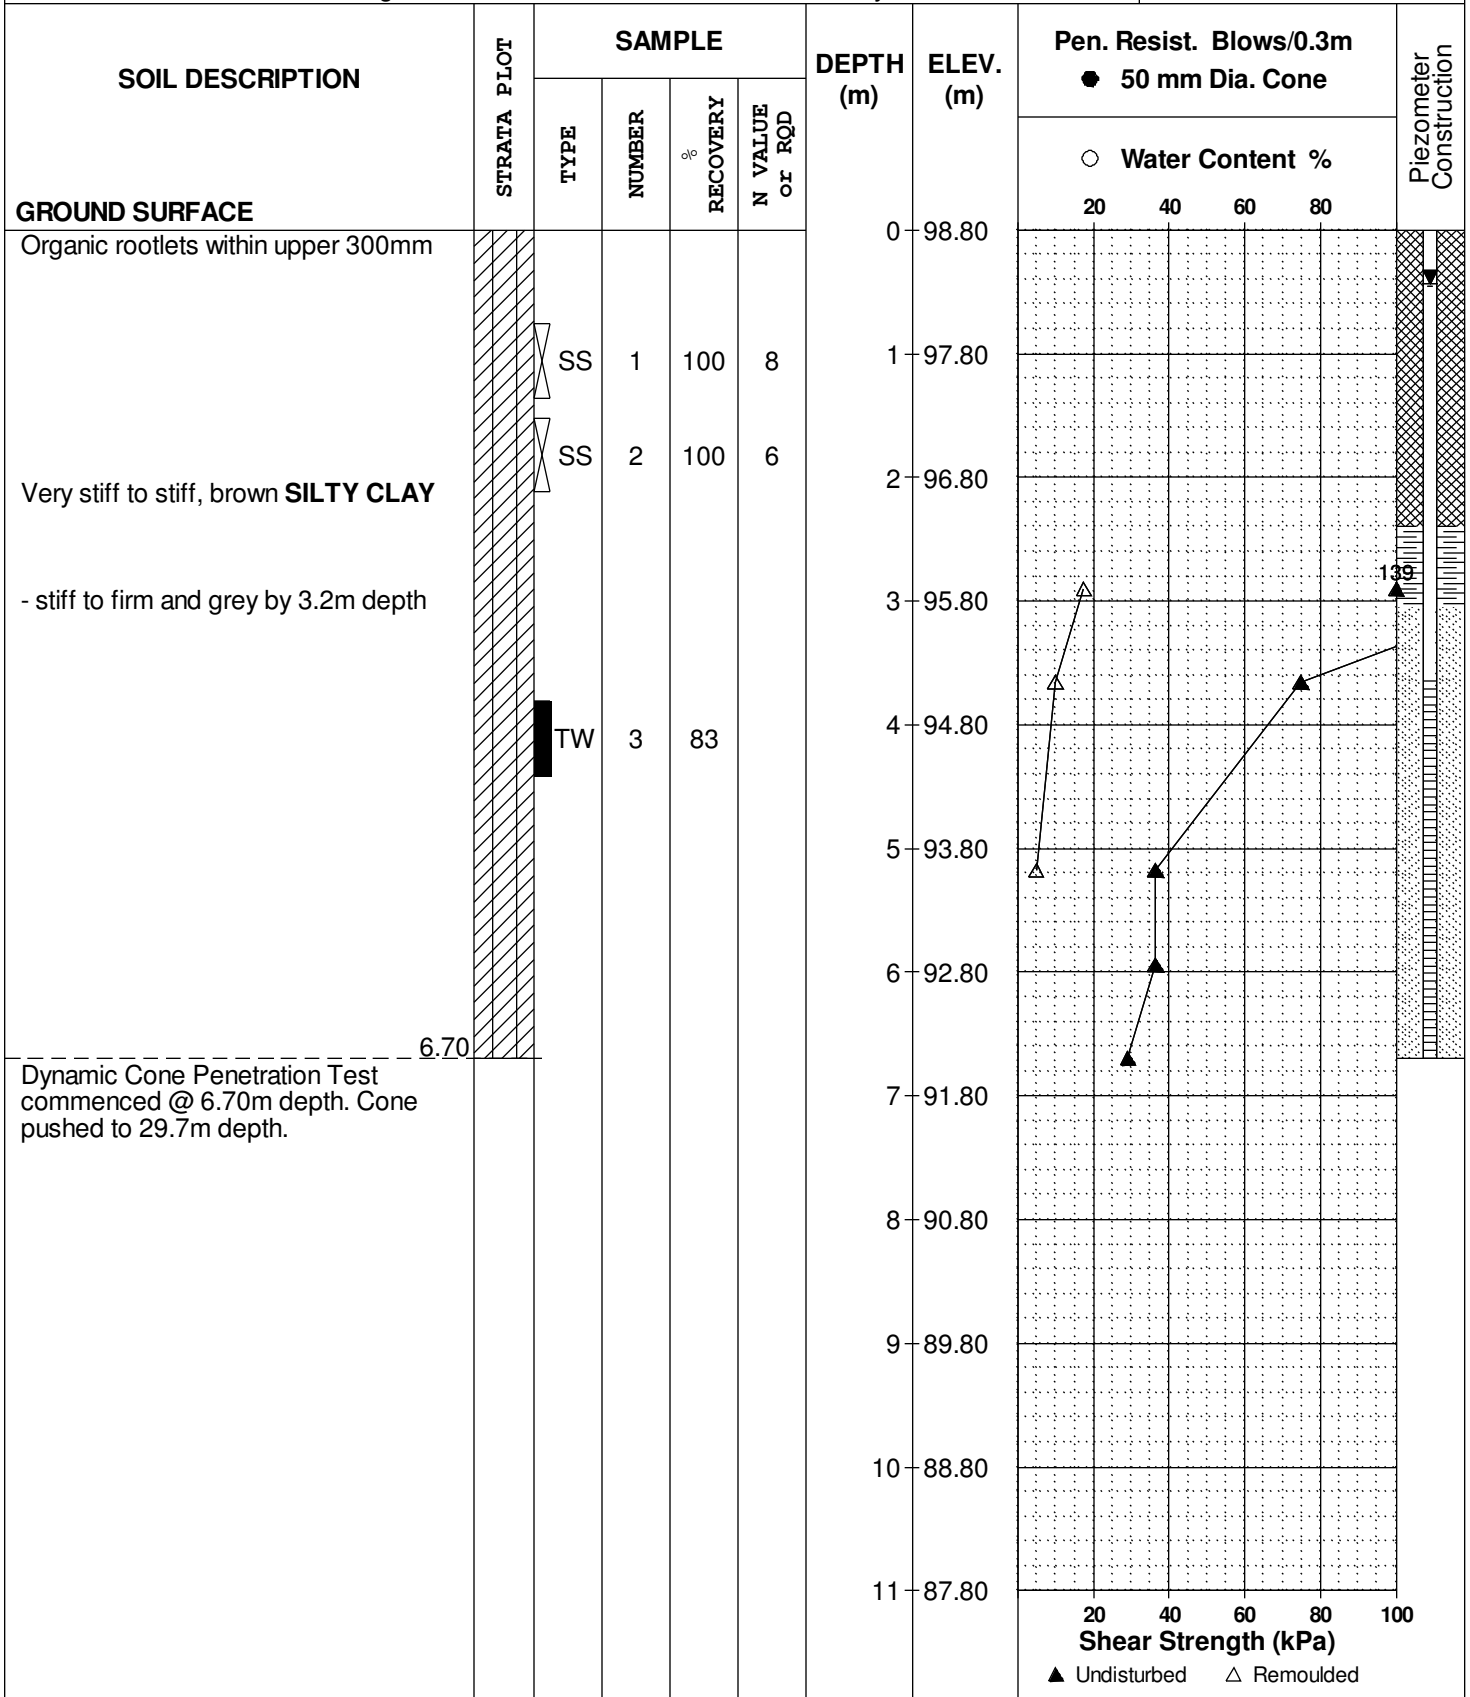 SOIL DESCRIPTION
GROUND SURFACE
STRATA PLOT
SAMPLE
TYPE
NUMBER
%
RECOVERY
N VALUE
or RQD
DEPTH
(m)
ELEV.
(m)
Pen. Resist. Blows/0.3m
● 50 mm Dia. Cone
○ Water Content %
20 40 60 80
Piezometer
Construction
Organic rootlets within upper 300mm
0 98.80
SS 1 100 8
1 97.80
SS 2 100 6
2 96.80
Very stiff to stiff, brown SILTY CLAY
139
- stiff to firm and grey by 3.2m depth
3 95.80
TW 3 83
4 94.80
5 93.80
6 92.80
6.70
Dynamic Cone Penetration Test
commenced @ 6.70m depth. Cone
pushed to 29.7m depth.
7 91.80
8 90.80
9 89.80
10 88.80
11 87.80
20 40 60 80 100
Shear Strength (kPa)
▲ Undisturbed △ Remoulded